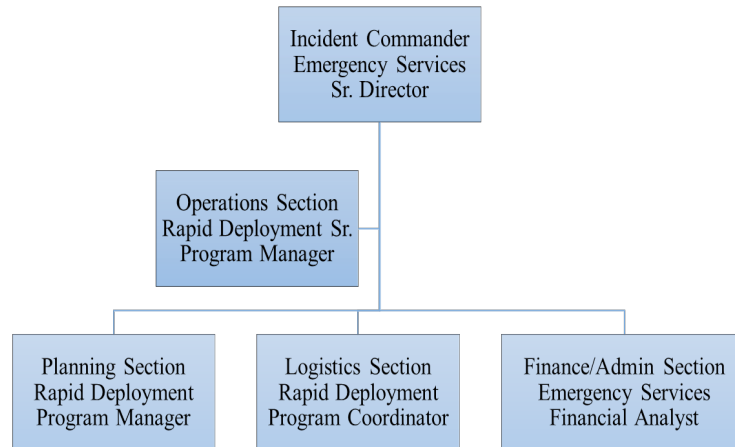 Incident Commander
Emergency Services
Sr. Director
Operations Section
Rapid Deployment Sr.
Program Manager
Planning Section
Rapid Deployment
Program Manager
Logistics Section
Rapid Deployment
Program Coordinator
Finance/Admin Section
Emergency Services
Financial Analyst